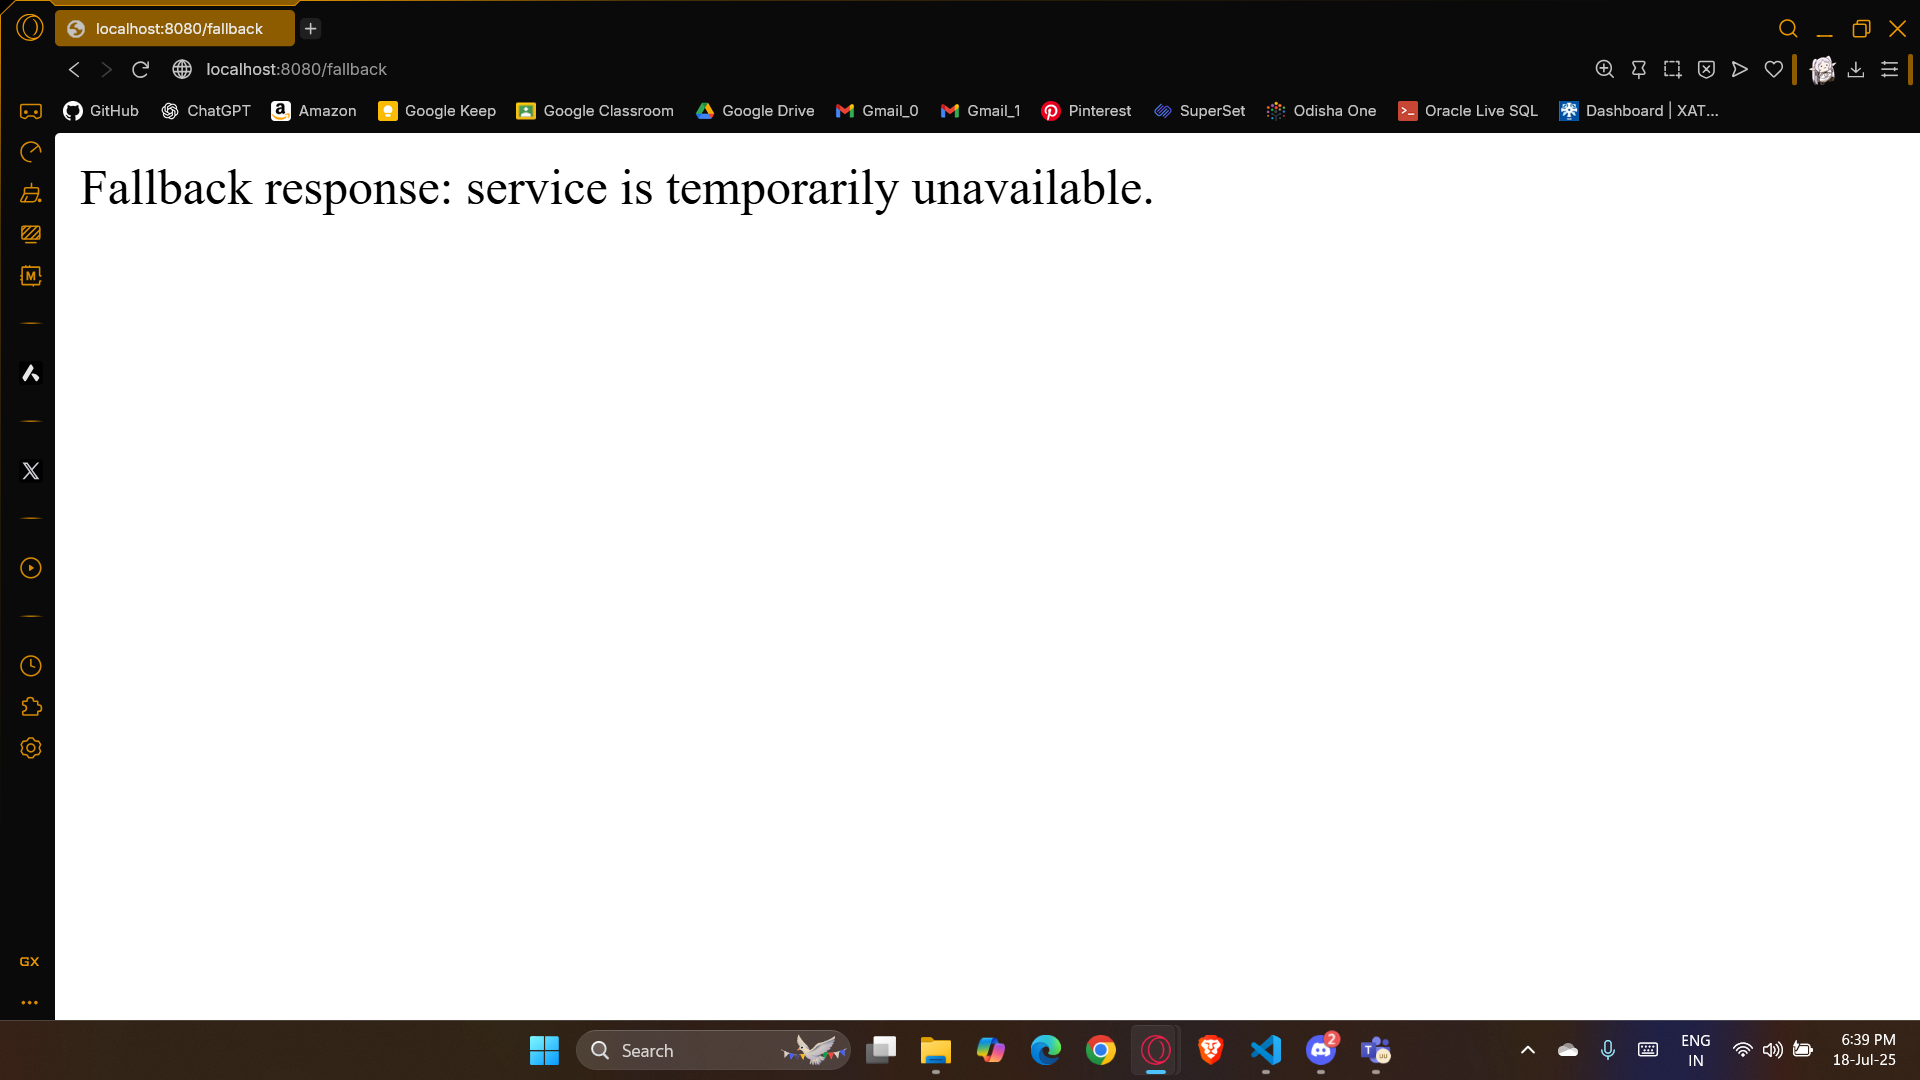 localhost:8080/fallback
localhost:8080/fallback
GitHub ChatGPT Amazon Google Keep Google Classroom Google Drive Gmail_0 Gmail_1 Pinterest SuperSet Odisha One Oracle Live SQL Dashboard | XAT...
Fallback response: service is temporarily unavailable.
M
GX
Search
2
ENG
IN
6:39 PM
18-Jul-25